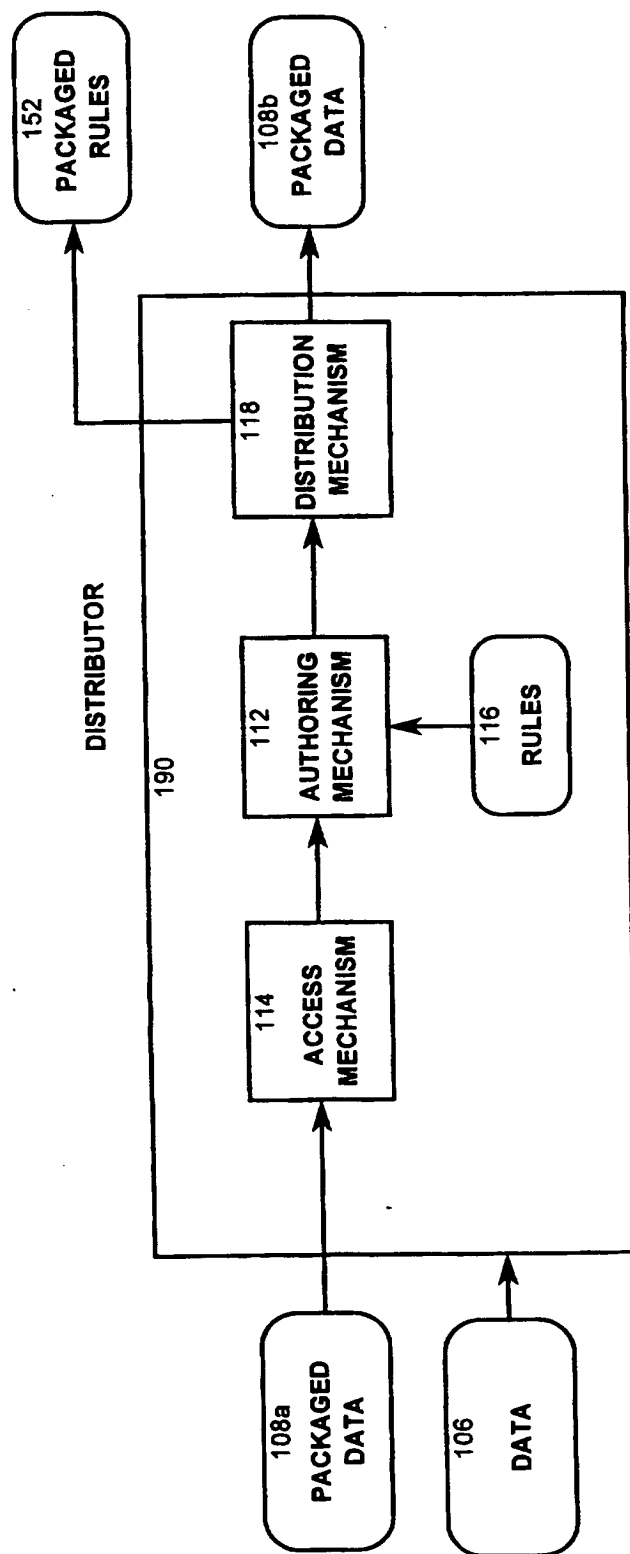 DISTRIBUTOR
190
108a
PACKAGED
DATA
106
DATA
114
ACCESS
MECHANISM
112
AUTHORING
MECHANISM
116
RULES
118
DISTRIBUTION
MECHANISM
152
PACKAGED
RULES
108b
PACKAGED
DATA